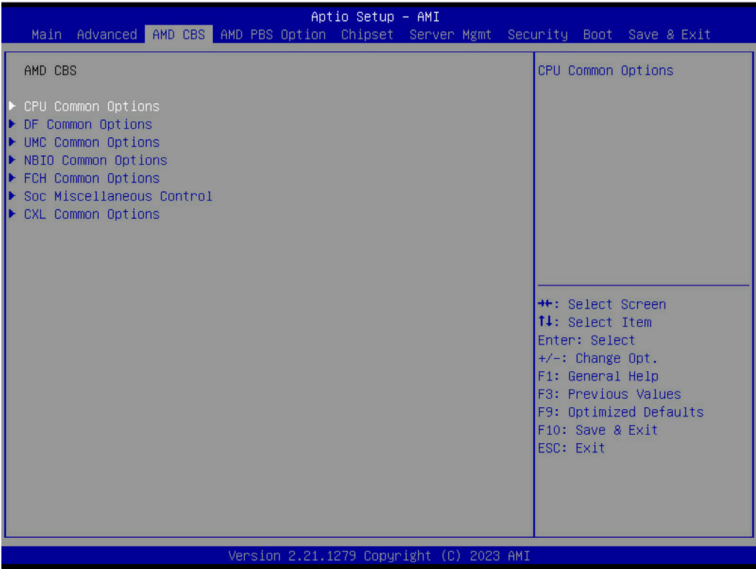 Aptio Setup - AMI
Main Advanced AMD CBS AMD PBS Option Chipset Server Mgmt Security Boot Save & Exit
AMD CBS
CPU Common Options
DF Common Options
UMC Common Options
NBIO Common Options
FCH Common Options
Soc Miscellaneous Control
CXL Common Options
CPU Common Options
→←: Select Screen
↑↓: Select Item
Enter: Select
+/-: Change Opt.
F1: General Help
F3: Previous Values
F9: Optimized Defaults
F10: Save & Exit
ESC: Exit
Version 2.21.1279 Copyright (C) 2023 AMI